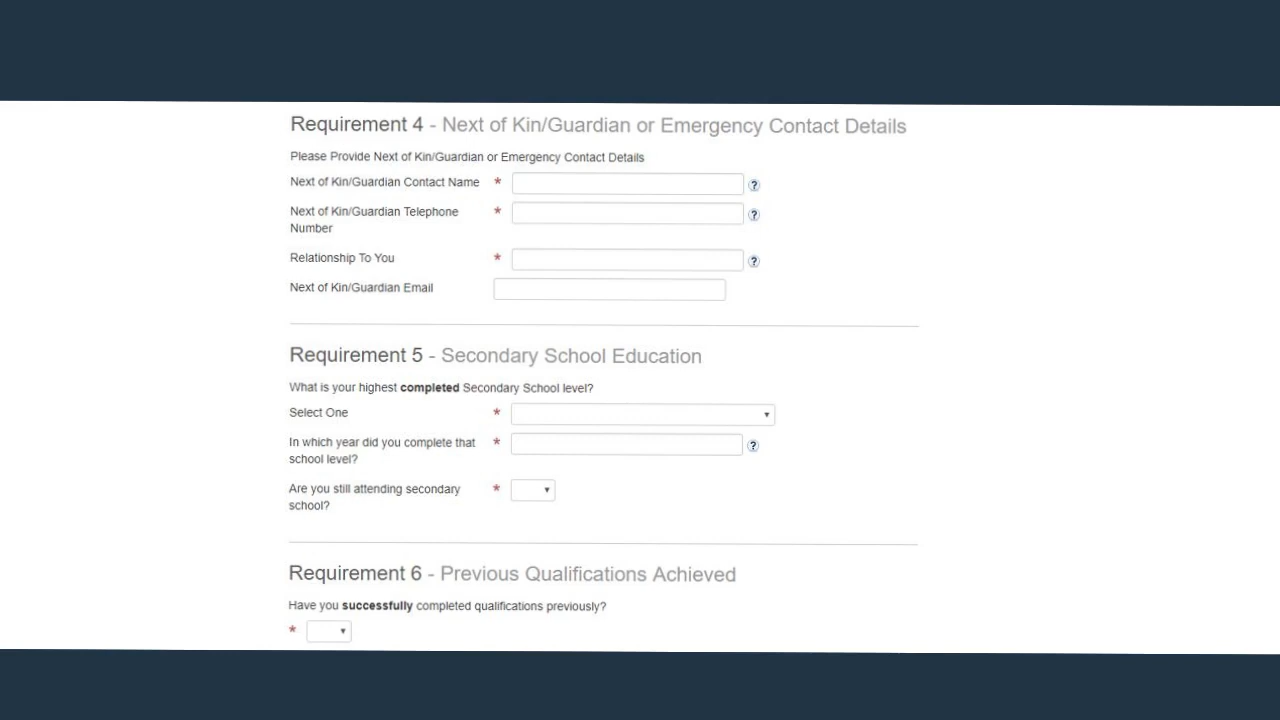 Requirement 4 - Next of Kin/Guardian or Emergency Contact Details
Please Provide Next of Kin/Guardian or Emergency Contact Details
Next of Kin/Guardian Contact Name * ?
Next of Kin/Guardian Telephone * ?
Number
Relationship To You * ?
Next of Kin/Guardian Email
Requirement 5 - Secondary School Education
What is your highest completed Secondary School level?
Select One *
In which year did you complete that * ?
school level?
Are you still attending secondary *
school?
Requirement 6 - Previous Qualifications Achieved
Have you successfully completed qualifications previously?
*